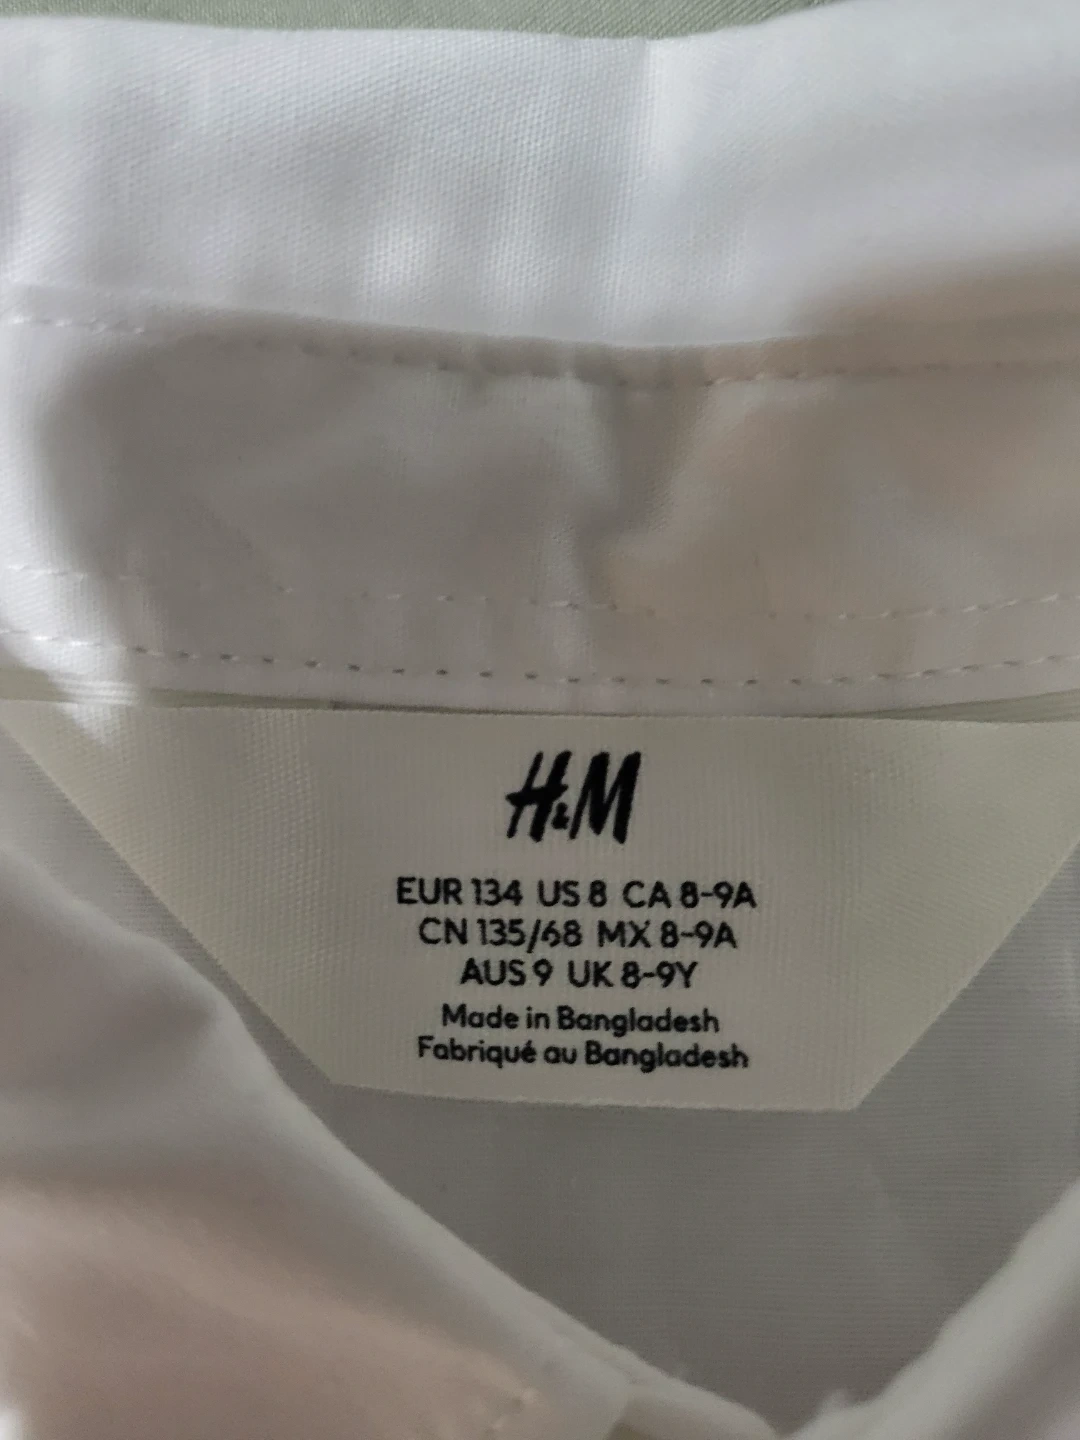 H&M
EUR 134 US 8 CA 8-9A
CN 135/68 MX 8-9A
AUS 9 UK 8-9Y
Made in Bangladesh
Fabriqué au Bangladesh